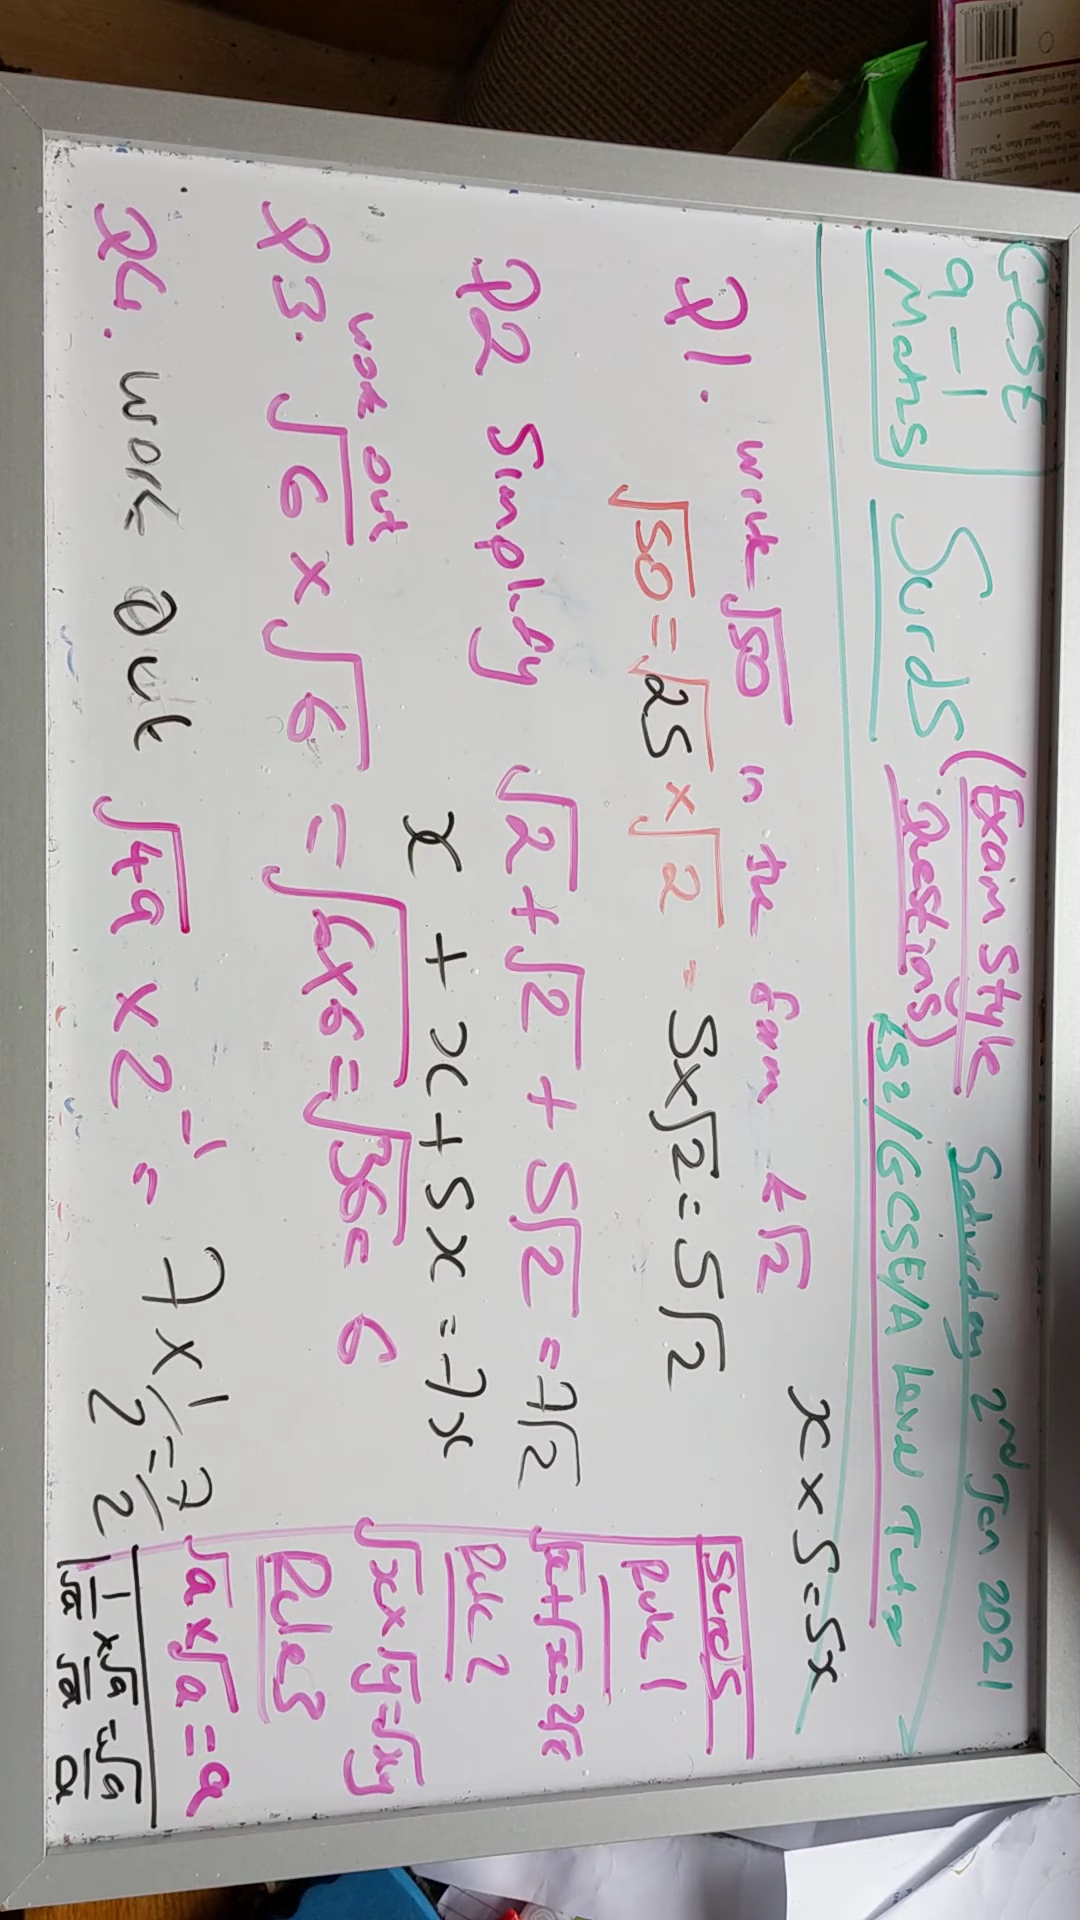 GCSE
9-1
Maths
Surds
(Exam Style
Questions)
Saturday 2nd Jan 2021
KS2/GCSE/A Level Tutor
x × 5 = 5x
Q1. write √50 in the form k√2
√50 = √25 × √2 = 5×√2 = 5√2
Q2 Simplify √2 + √2 + 5√2 = 7√2
x + x + 5x = 7x
work out
Q3. √6 × √6 = √6×6 = √36 = 6
Q4. work out √49 × 2⁻¹ = 7 × 1/2 = 7/2
Surds
Rule 1
√x+√x=2√x
Rule 2
√x×√y=√xy
Rule 3
√a×√a=a
1/√a × √a/√a = √a/a